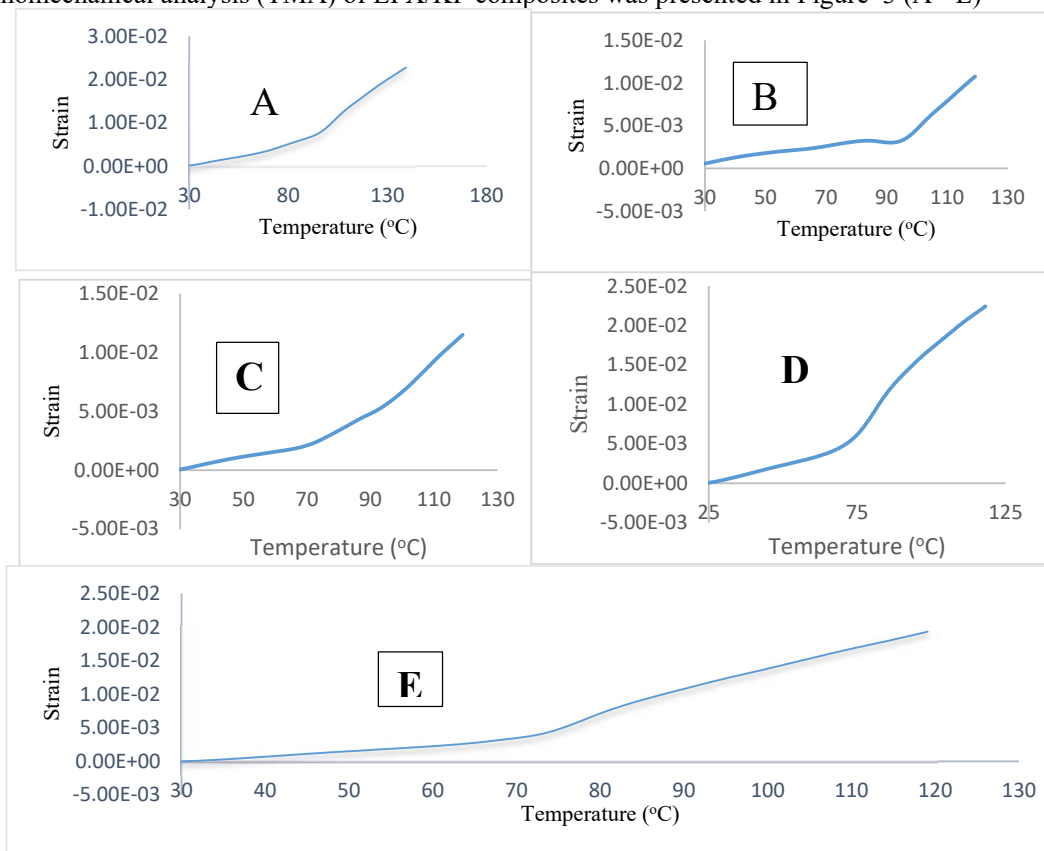 nomechanical analysis (TMA) of composites was presented in Figure (A - E)
3.00E-02
2.00E-02
1.00E-02
0.00E+00
-1.00E-02
Strain
A
30 80 130 180
Temperature (oC)
1.50E-02
1.00E-02
5.00E-03
0.00E+00
-5.00E-03
Strain
B
30 50 70 90 110 130
Temperature (oC)
1.50E-02
1.00E-02
5.00E-03
0.00E+00
-5.00E-03
Strain
C
30 50 70 90 110 130
Temperature (oC)
2.50E-02
2.00E-02
1.50E-02
1.00E-02
5.00E-03
0.00E+00
-5.00E-03
Strain
D
25 75 125
Temperature (oC)
2.50E-02
2.00E-02
1.50E-02
1.00E-02
5.00E-03
0.00E+00
-5.00E-03
Strain
E
30 40 50 60 70 80 90 100 110 120 130
Temperature (oC)